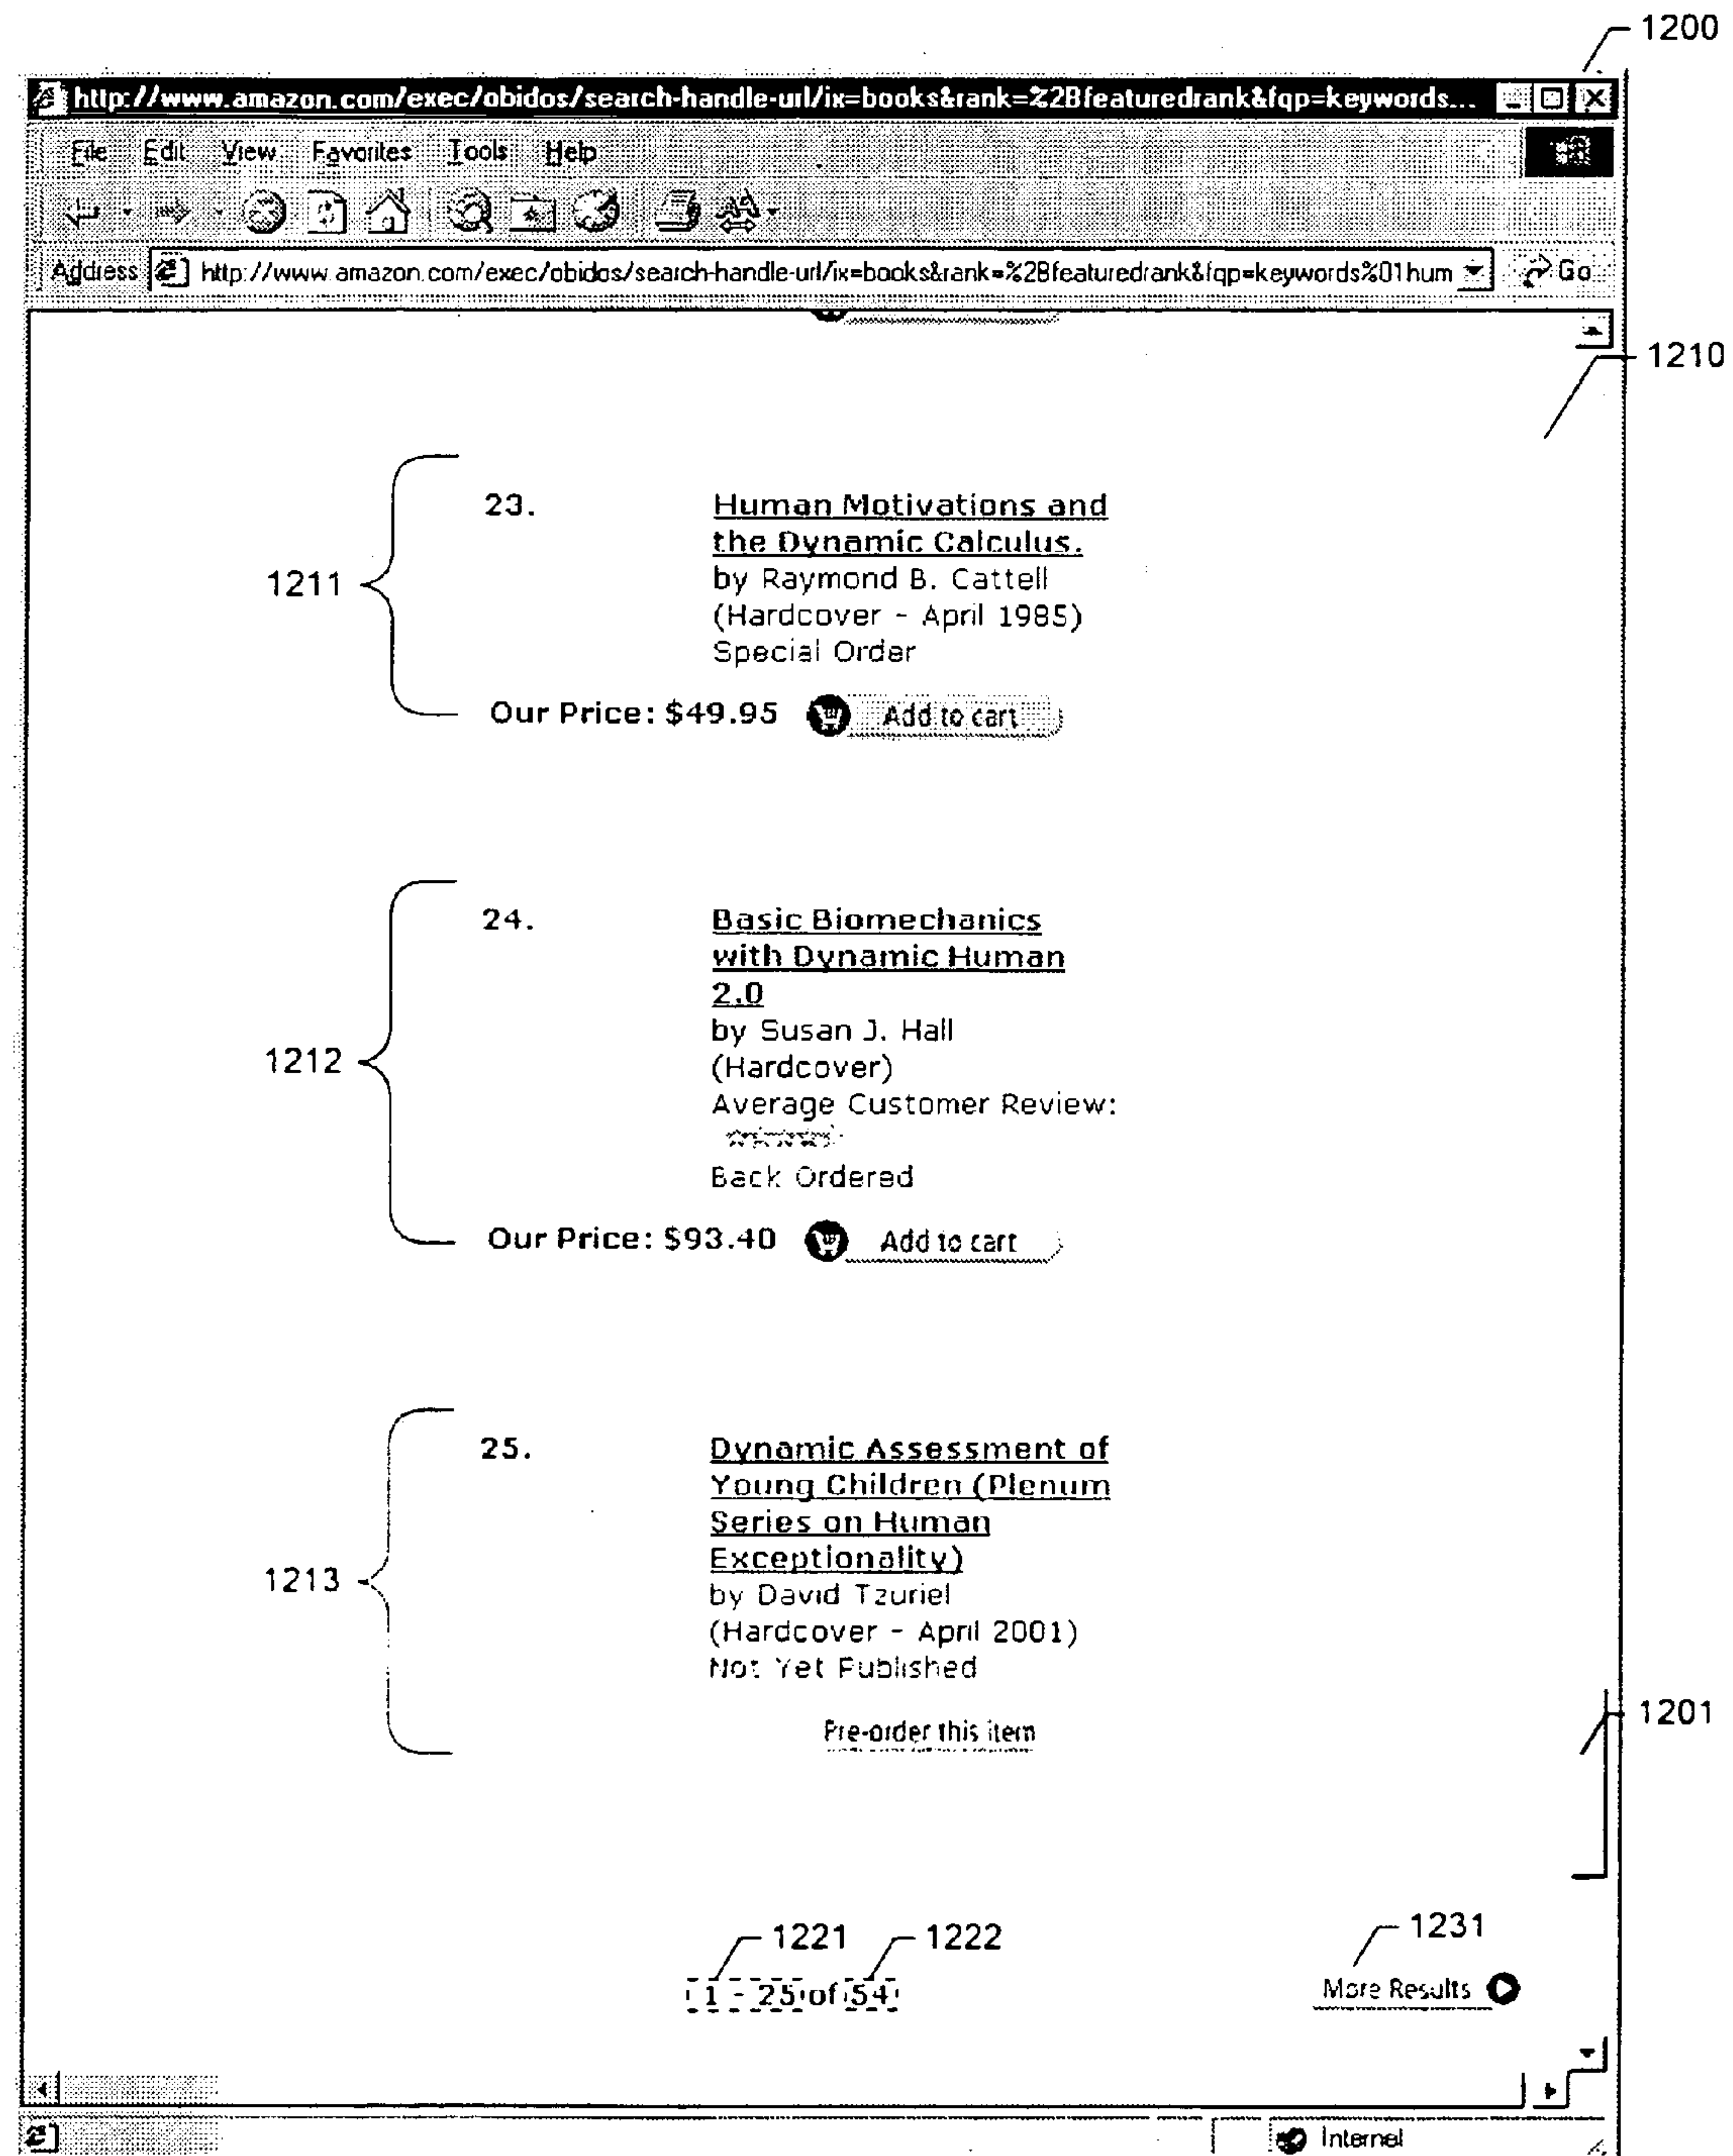 1200
http://www.amazon.com/exec/obidos/search-handle-url/ix=books&rank=%2Bfeaturedrank&fqp=keywords...
File Edit View Favorites Tools Help
Address http://www.amazon.com/exec/obidos/search-handle-url/ix=books&rank=%2Bfeaturedrank&fqp=keywords%01hum Go
1210
23. Human Motivations and
the Dynamic Calculus.
1211 by Raymond B. Cattell
(Hardcover - April 1985)
Special Order
Our Price: $49.95 Add to cart
24. Basic Biomechanics
with Dynamic Human
2.0
by Susan J. Hall
1212 (Hardcover)
Average Customer Review:
Back Ordered
Our Price: $93.40 Add to cart
25. Dynamic Assessment of
Young Children (Plenum
Series on Human
Exceptionality)
1213 by David Tzuriel
(Hardcover - April 2001)
Not Yet Published
Pre-order this item
1201
1221 1222 1231
1 - 25 of 54 More Results
Internet